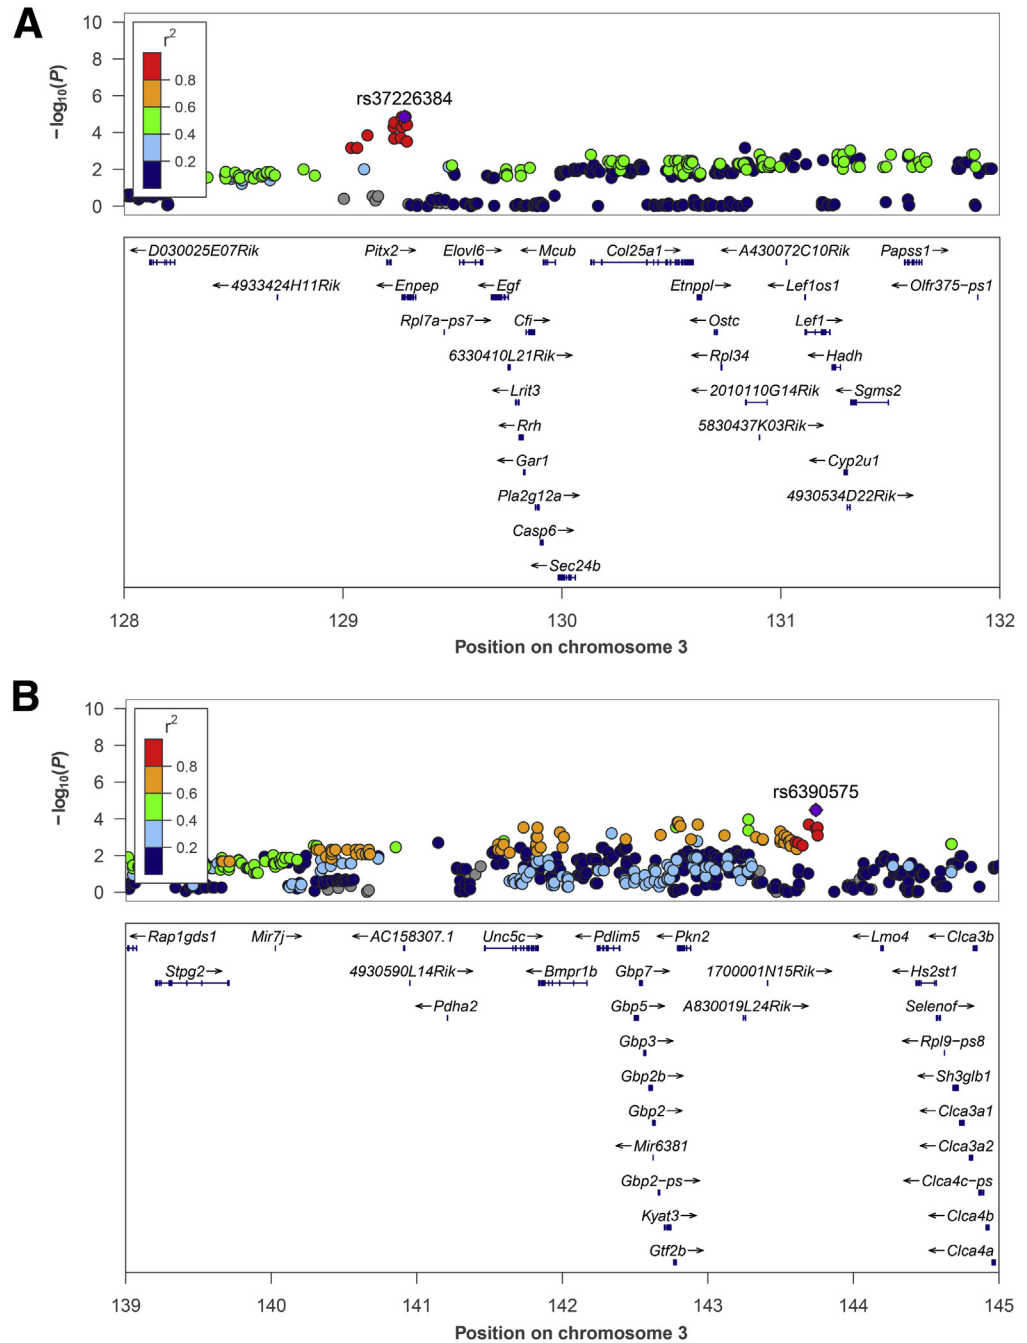 A
10
8
6
4
2
0
−log10(P)
r2
0.8
0.6
0.4
0.2
rs37226384
← D030025E07Rik Pitx2→ Elovl6→ ←Mcub Col25a1→ ←A430072C10Rik Papss1→
←4933424H11Rik ←Enpep ←Egf Etnppl→ ←Lef1os1 ←Olfr375−ps1
Rpl7a−ps7→ Cfi→ ←Ostc Lef1→
6330410L21Rik→ ←Rpl34 ←Hadh
←Lrit3 ←2010110G14Rik ←Sgms2
←Rrh 5830437K03Rik→
←Gar1 ←Cyp2u1
Pla2g12a→ 4930534D22Rik→
Casp6→
←Sec24b
128 129 130 131 132
Position on chromosome 3
B
10
8
6
4
2
0
−log10(P)
r2
0.8
0.6
0.4
0.2
rs6390575
←Rap1gds1 Mir7j→ ←AC158307.1 Unc5c→ ←Pdlim5 ←Pkn2 ←Lmo4 ←Clca3b
Stpg2→ 4930590L14Rik→ ←Bmpr1b Gbp7→ 1700001N15Rik→ ←Hs2st1
←Pdha2 Gbp5→ A830019L24Rik→ Selenof→
Gbp3→ ←Rpl9−ps8
Gbp2b→ ←Sh3glb1
Gbp2→ ←Clca3a1
←Mir6381 ←Clca3a2
Gbp2−ps→ ←Clca4c−ps
Kyat3→ ←Clca4b
Gtf2b→ ←Clca4a
139 140 141 142 143 144 145
Position on chromosome 3